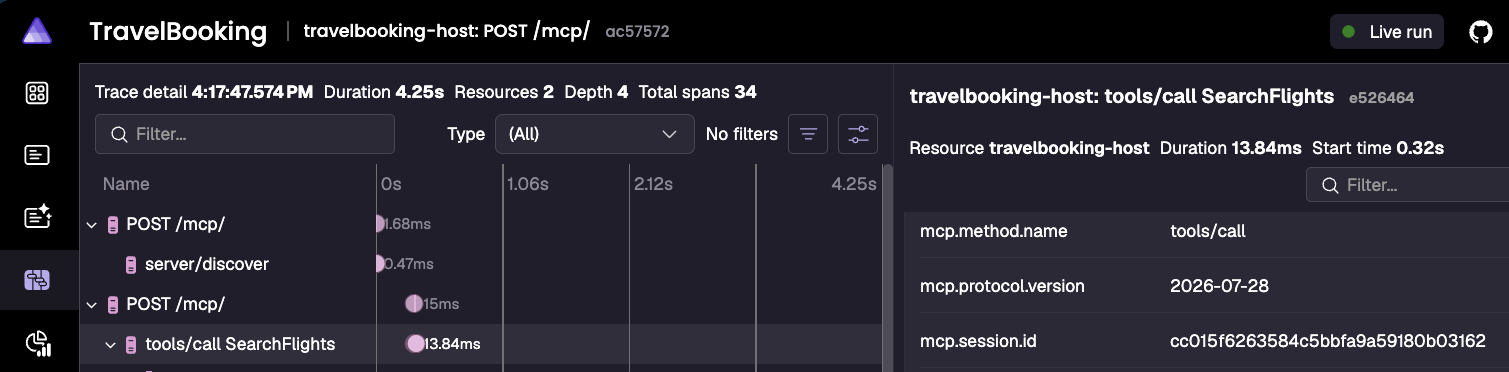 TravelBooking travelbooking-host: POST /mcp/ ac57572 Live run
Trace detail 4:17:47.574 PM Duration 4.25s Resources 2 Depth 4 Total spans 34
Filter... Type (All) No filters
Name 0s 1.06s 2.12s 4.25s
POST /mcp/ 1.68ms
server/discover 0.47ms
POST /mcp/ 15ms
tools/call SearchFlights 13.84ms
travelbooking-host: tools/call SearchFlights e526464
Resource travelbooking-host Duration 13.84ms Start time 0.32s
Filter...
mcp.method.name tools/call
mcp.protocol.version 2026-07-28
mcp.session.id cc015f6263584c5bbfa9a59180b03162